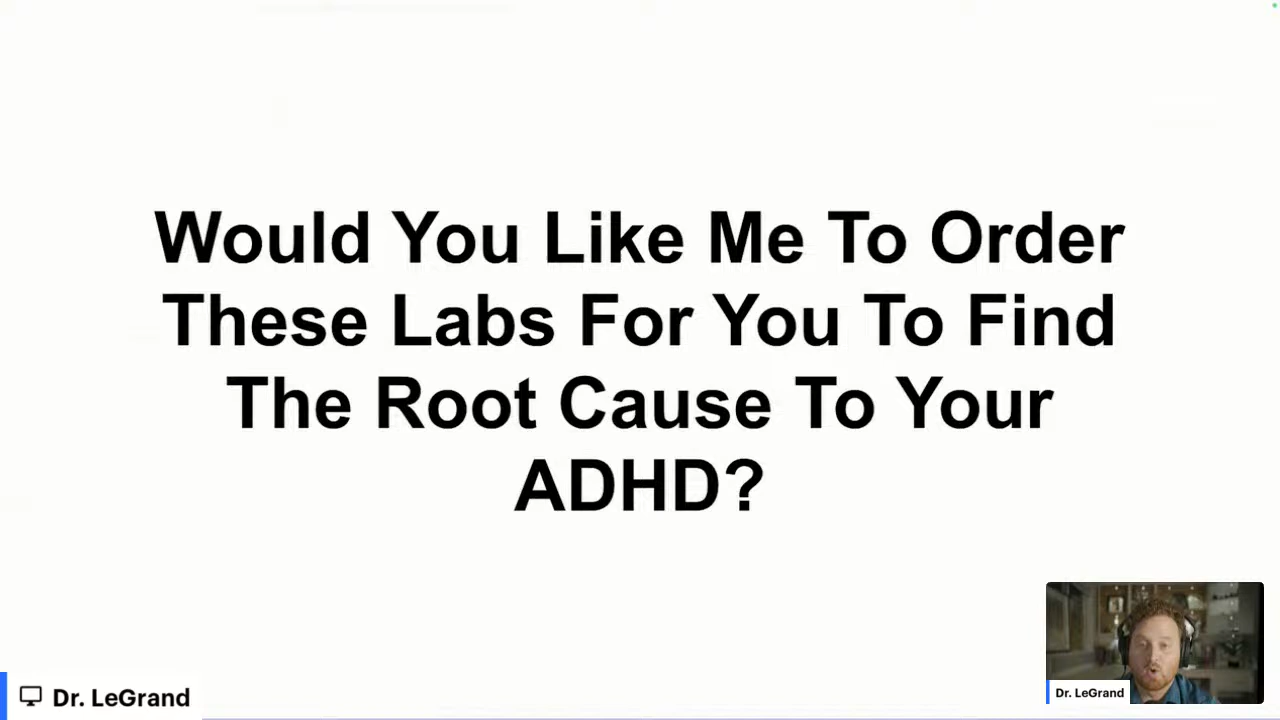 Would You Like Me To Order
These Labs For You To Find
The Root Cause To Your
ADHD?
Dr. LeGrand
Dr. LeGrand